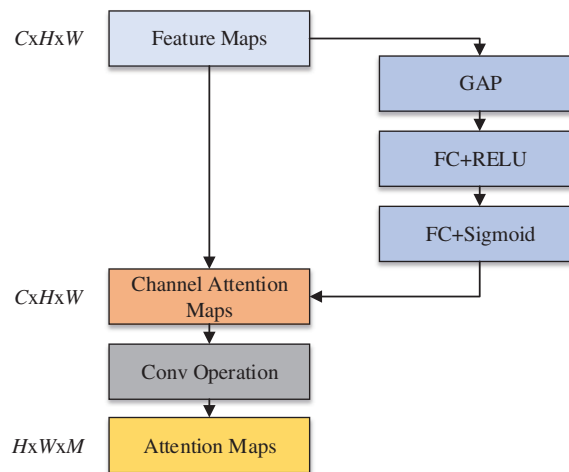 CxHxW
Feature Maps
GAP
FC+RELU
FC+Sigmoid
CxHxW
Channel Attention
Maps
Conv Operation
HxWxM
Attention Maps